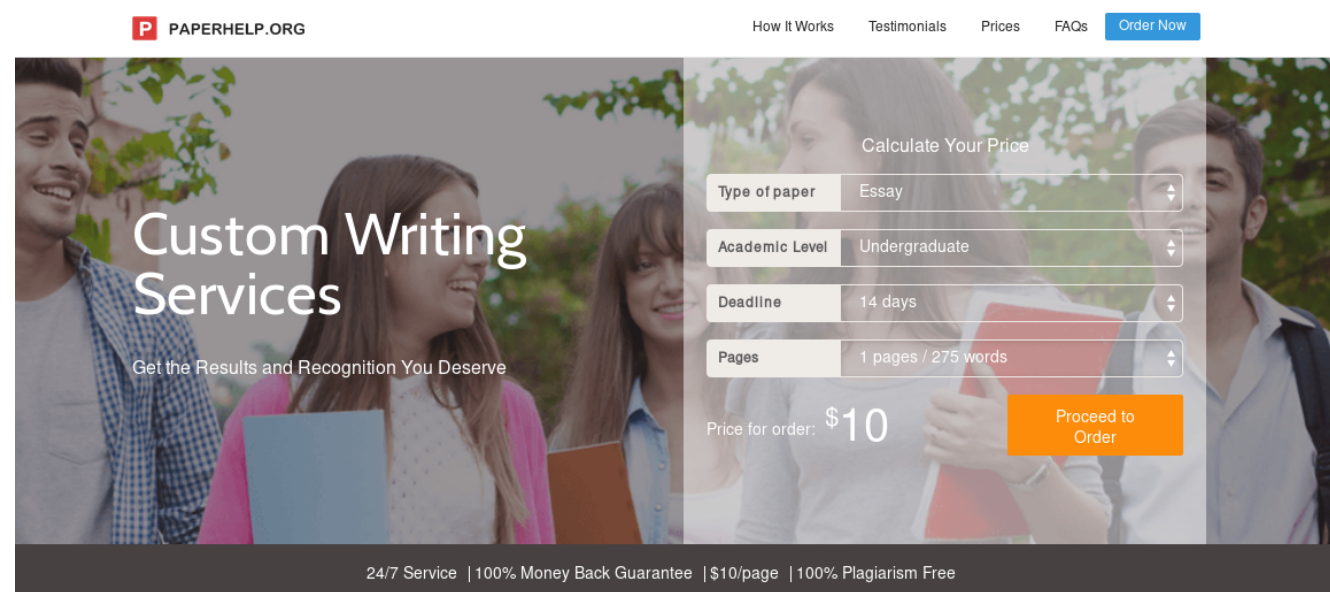 P PAPERHELP.ORG
How It Works Testimonials Prices FAQs Order Now
Custom Writing
Services
Get the Results and Recognition You Deserve
Calculate Your Price
Type of paper Essay
Academic Level Undergraduate
Deadline 14 days
Pages 1 pages / 275 words
Price for order: $10
Proceed to
Order
24/7 Service | 100% Money Back Guarantee | $10/page | 100% Plagiarism Free